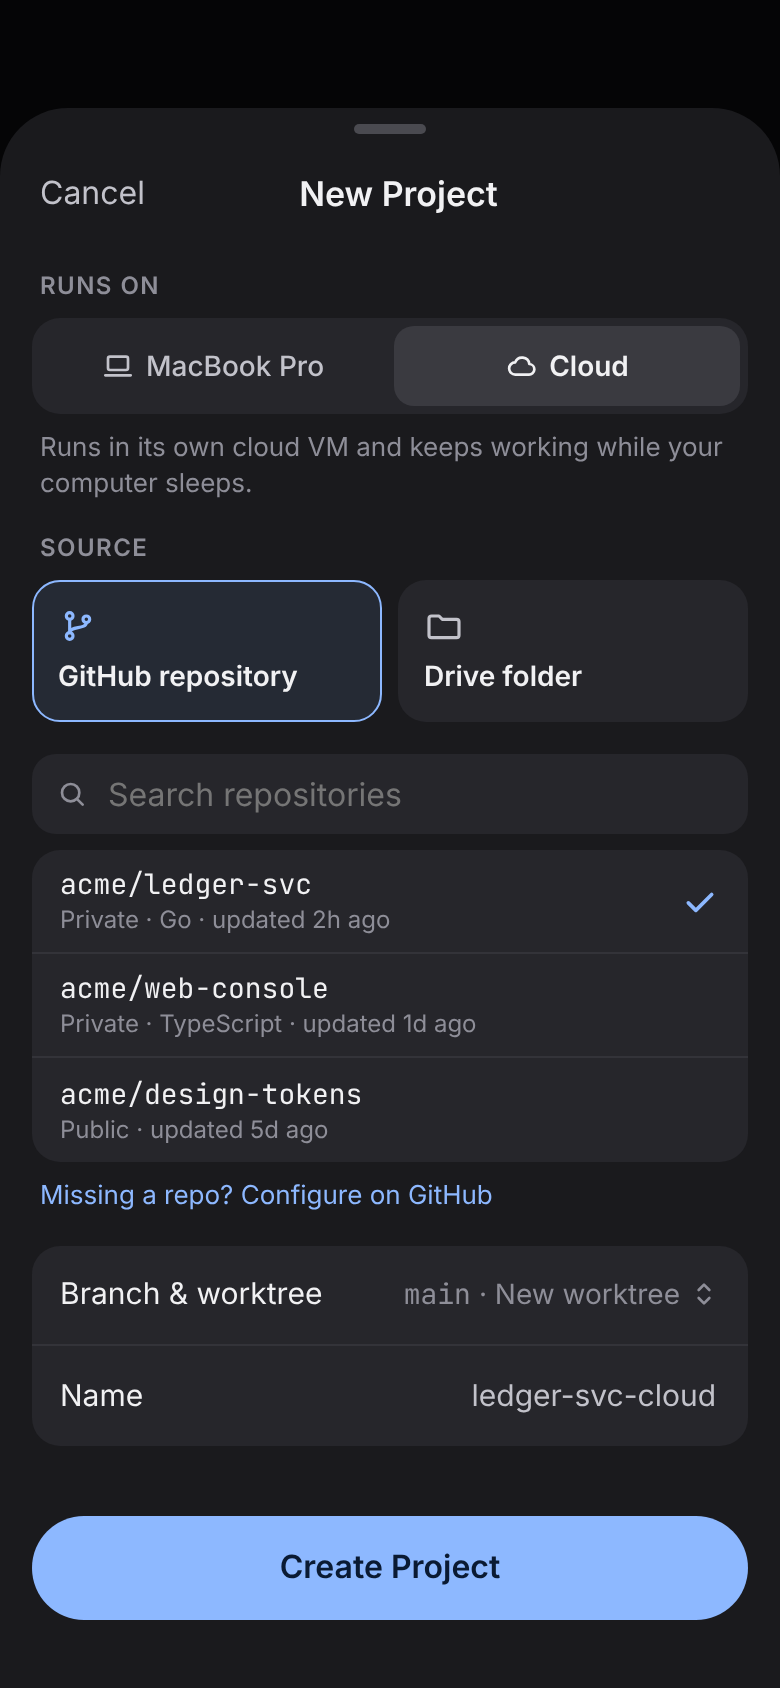 Cancel
New Project
RUNS ON
MacBook Pro
Cloud
Runs in its own cloud VM and keeps working while your
computer sleeps.
SOURCE
GitHub repository
Drive folder
Search repositories
acme/ledger-svc
Private · Go · updated 2h ago
acme/web-console
Private · TypeScript · updated 1d ago
acme/design-tokens
Public · updated 5d ago
Missing a repo? Configure on GitHub
Branch & worktree
main · New worktree
Name
ledger-svc-cloud
Create Project